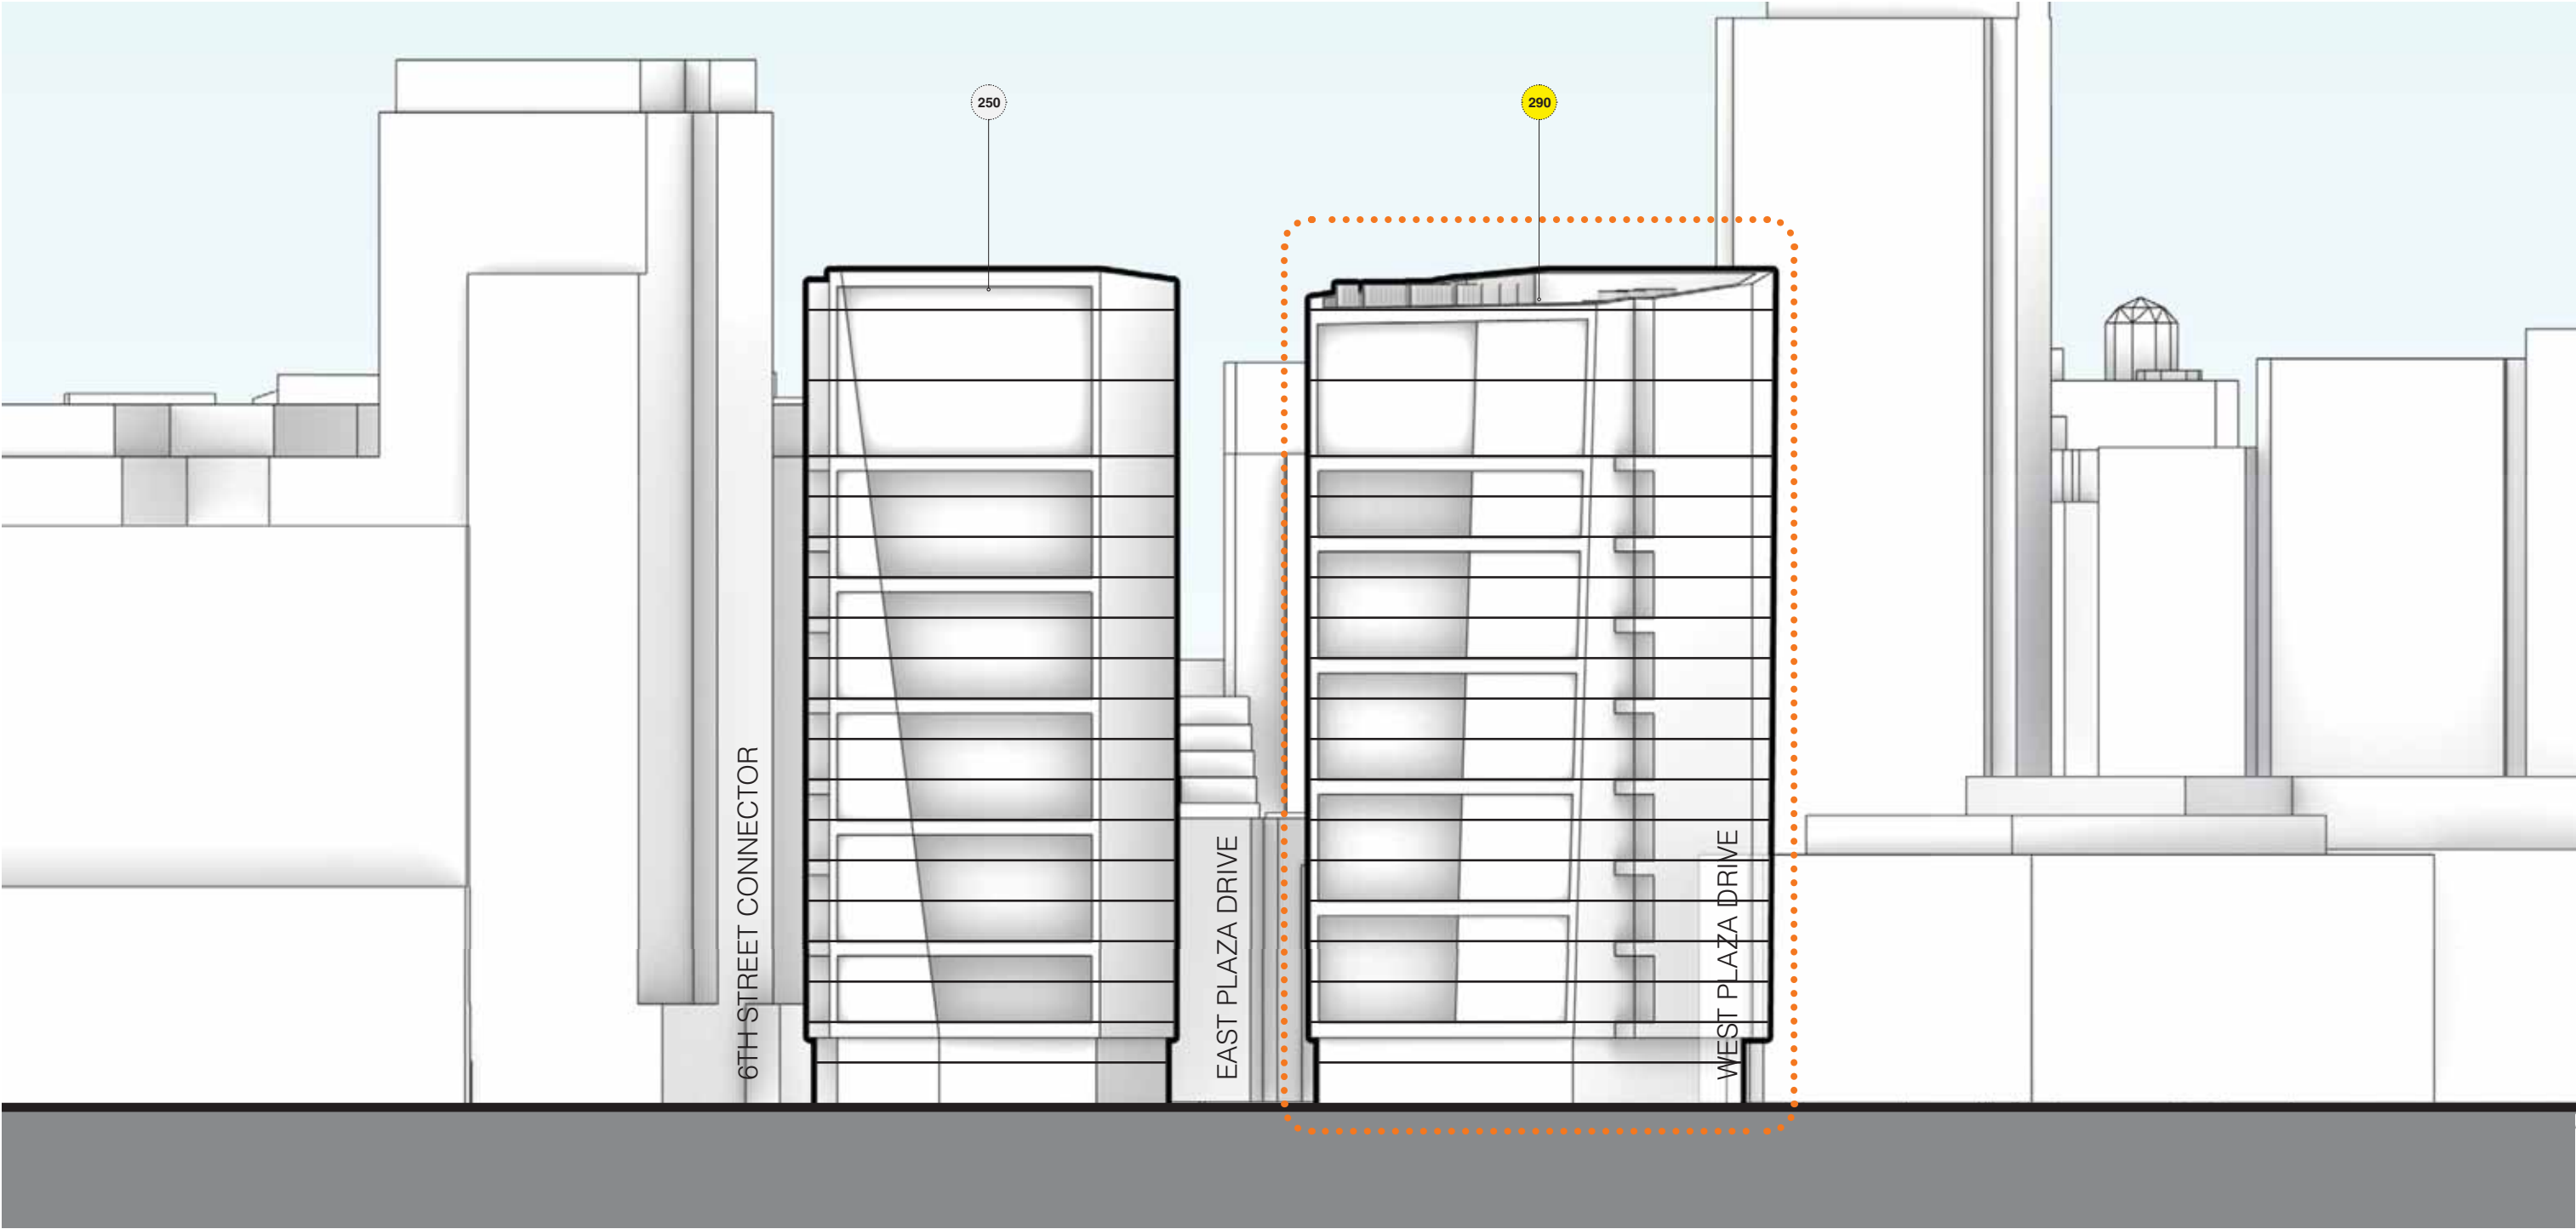 250
290
6TH STREET CONNECTOR
EAST PLAZA DRIVE
WEST PLAZA DRIVE